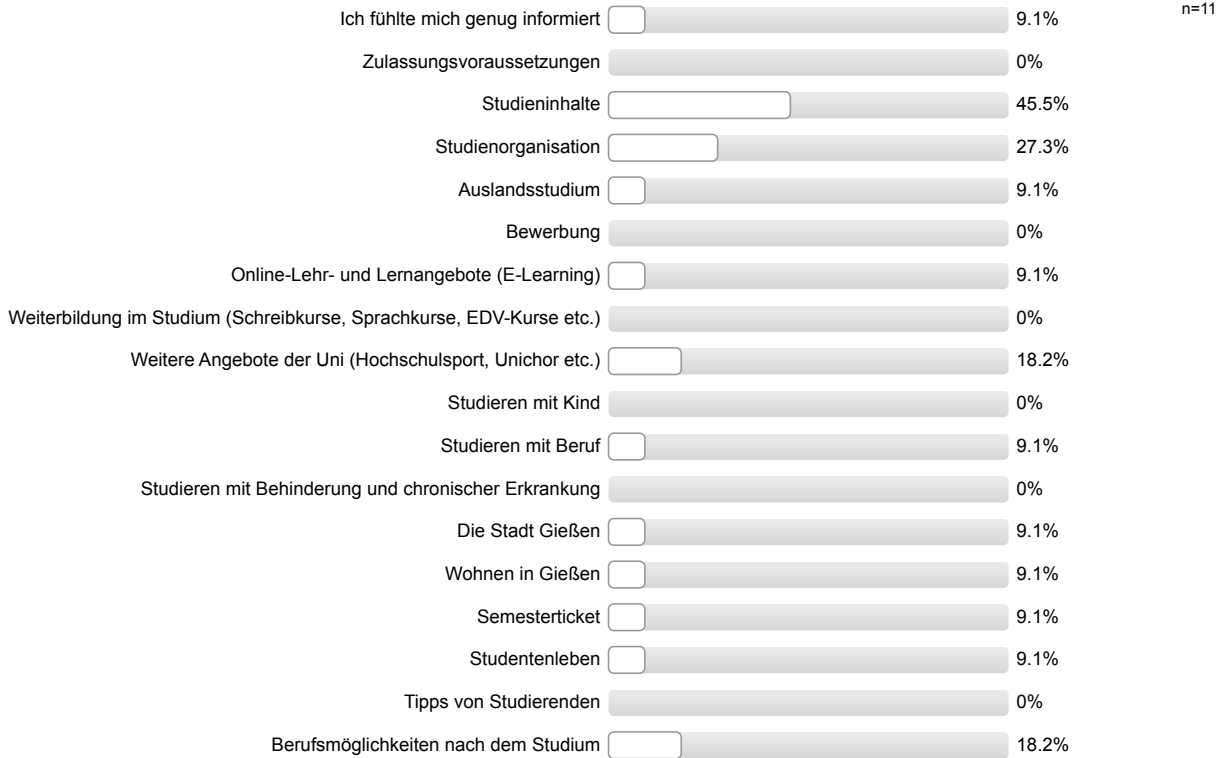 Ich fühlte mich genug informiert 9.1% n=11
Zulassungsvoraussetzungen 0%
Studieninhalte 45.5%
Studienorganisation 27.3%
Auslandsstudium 9.1%
Bewerbung 0%
Online-Lehr- und Lernangebote (E-Learning) 9.1%
Weiterbildung im Studium (Schreibkurse, Sprachkurse, EDV-Kurse etc.) 0%
Weitere Angebote der Uni (Hochschulsport, Unichor etc.) 18.2%
Studieren mit Kind 0%
Studieren mit Beruf 9.1%
Studieren mit Behinderung und chronischer Erkrankung 0%
Die Stadt Gießen 9.1%
Wohnen in Gießen 9.1%
Semesterticket 9.1%
Studentenleben 9.1%
Tipps von Studierenden 0%
Berufsmöglichkeiten nach dem Studium 18.2%